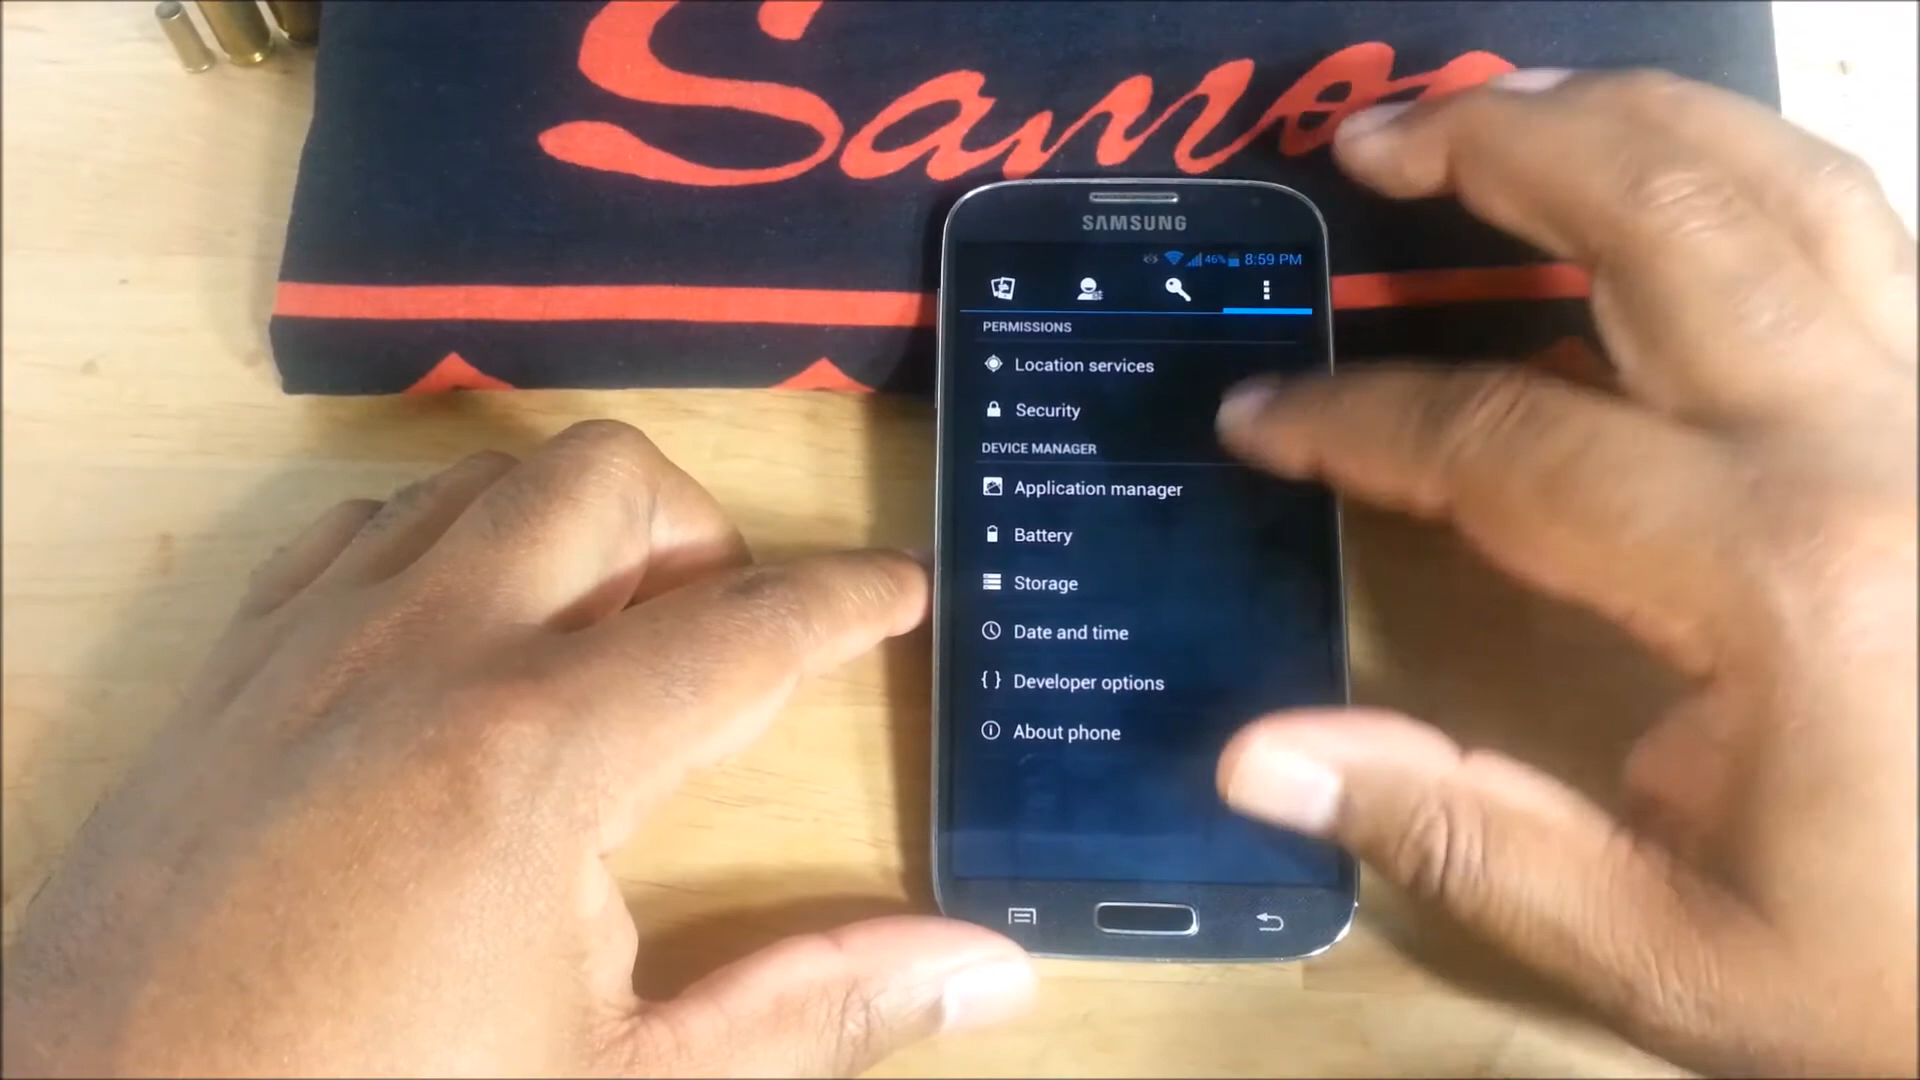 SAMSUNG
46% 8:59 PM
PERMISSIONS
Location services
Security
DEVICE MANAGER
Application manager
Battery
Storage
Date and time
Developer options
About phone